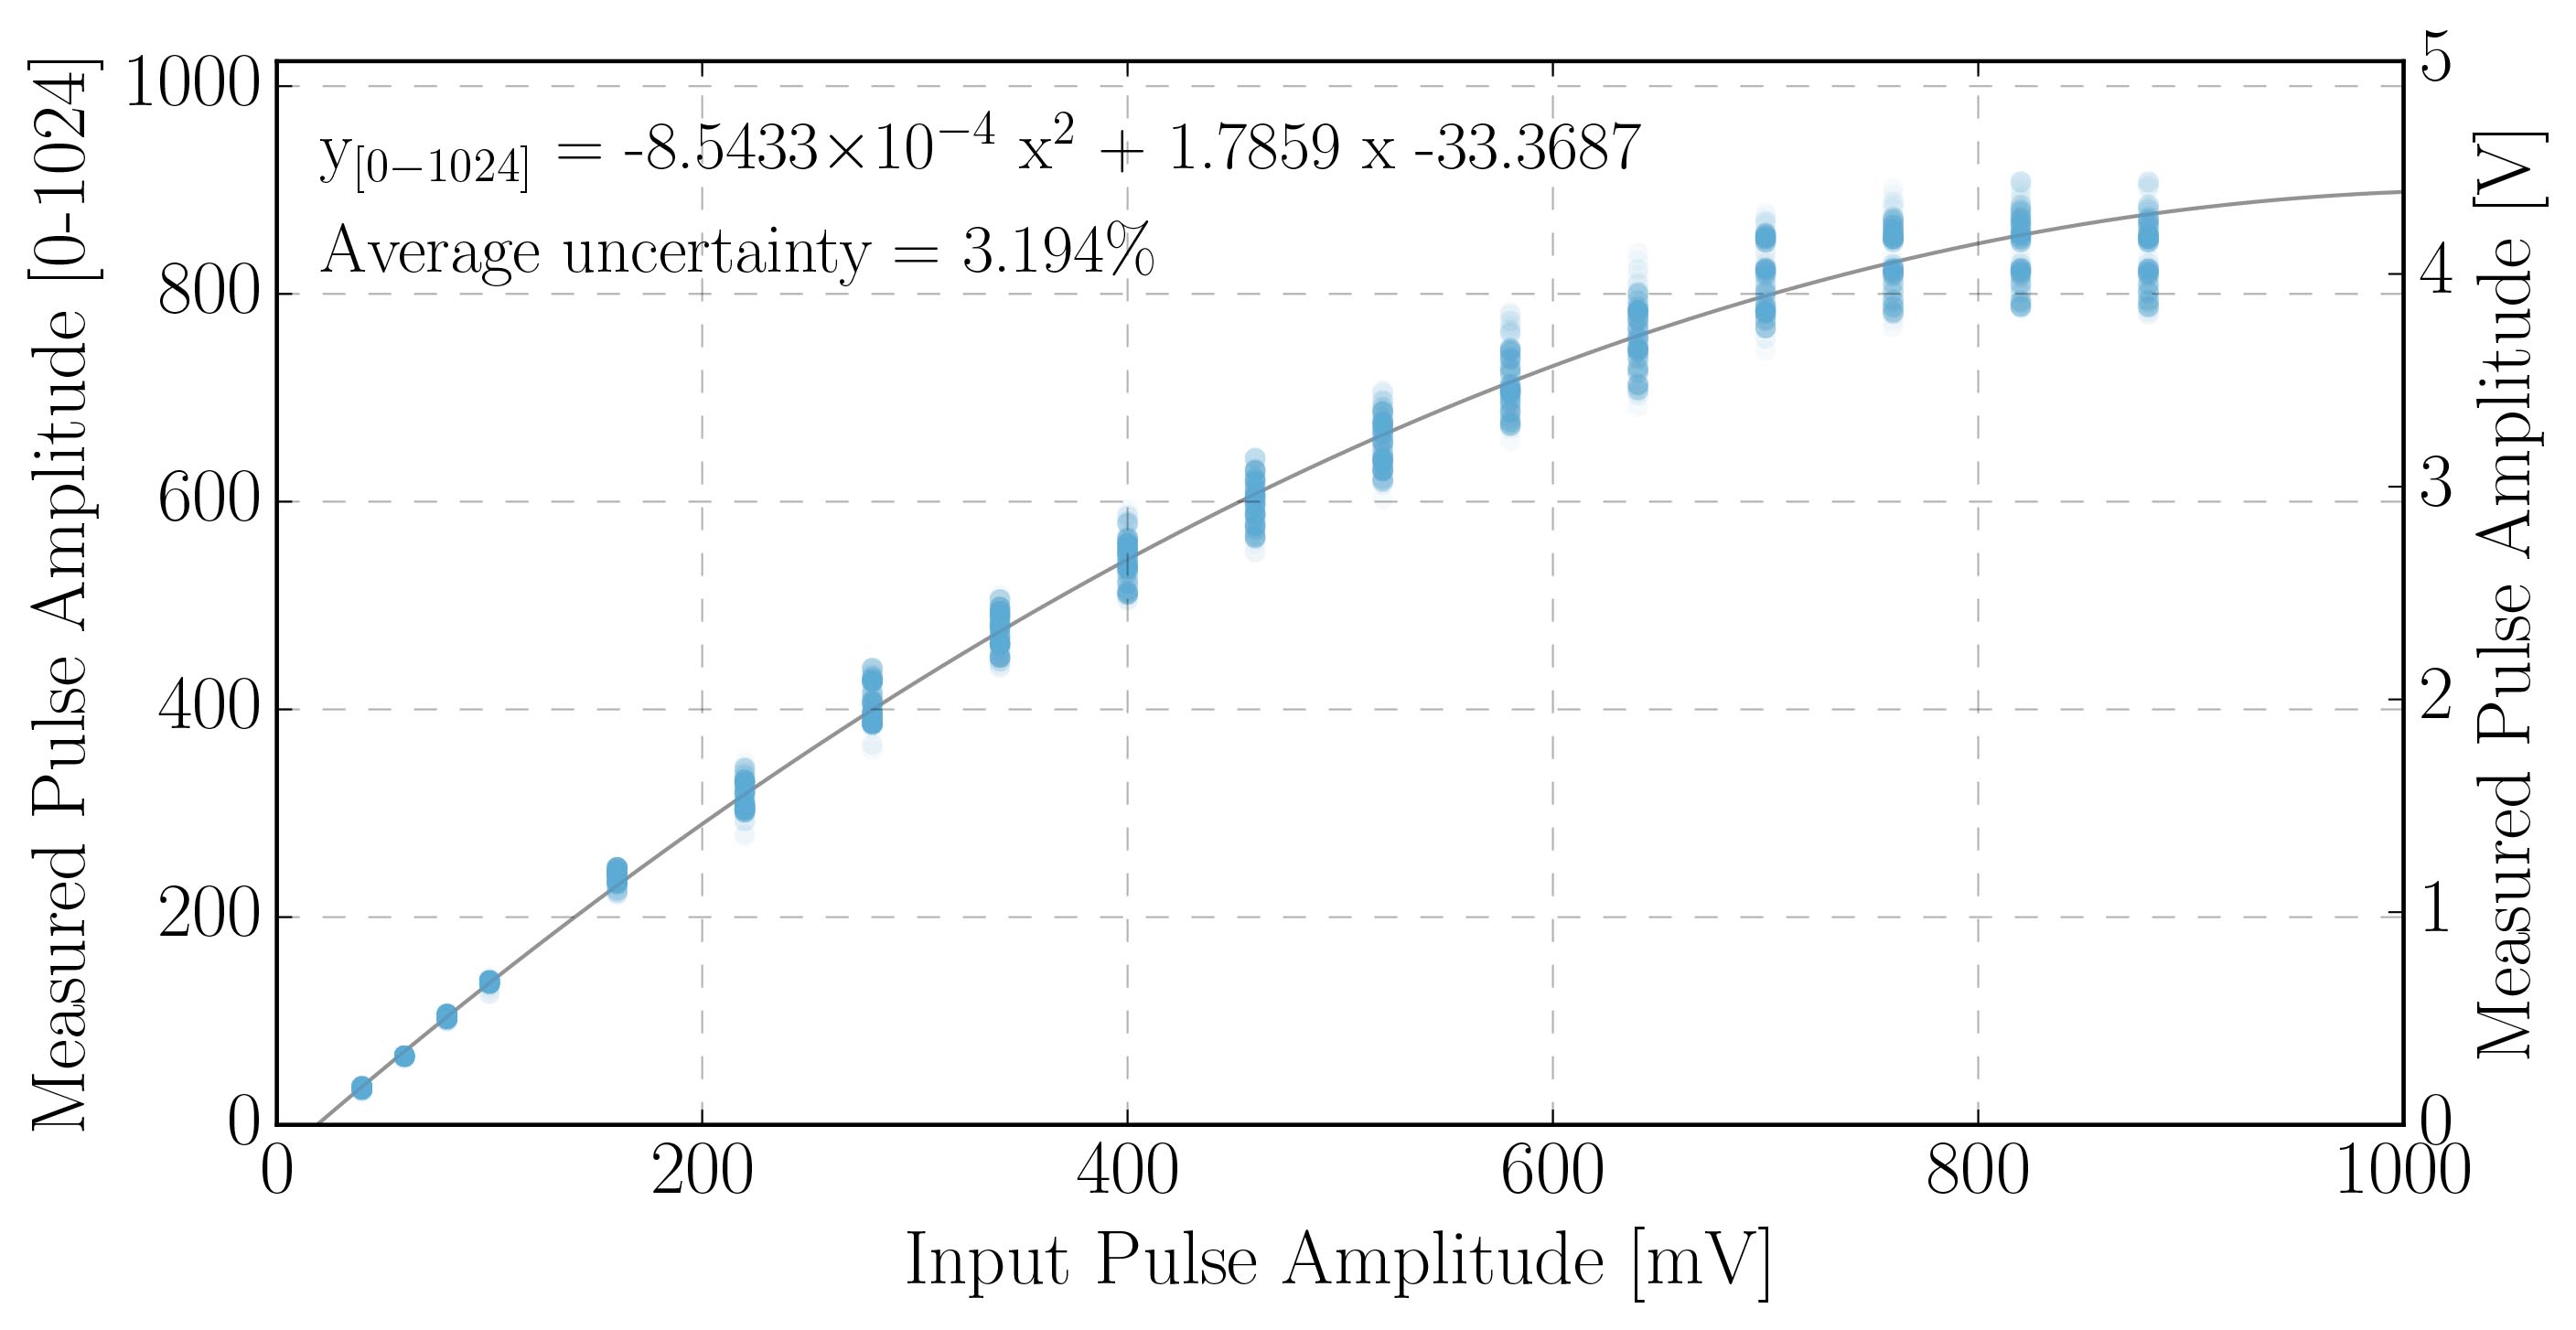 Measured Pulse Amplitude [0-1024]
1000
800
600
400
200
0
y[0−1024] = -8.5433×10⁻⁴ x² + 1.7859 x -33.3687
Average uncertainty = 3.194%
5
4
3
2
1
0
Measured Pulse Amplitude [V]
0 200 400 600 800 1000
Input Pulse Amplitude [mV]